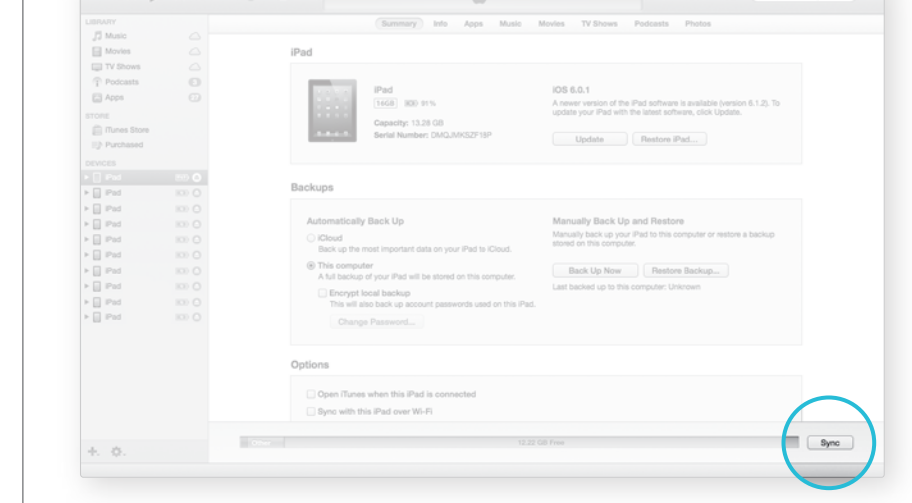 Summary Info Apps Music Movies TV Shows Podcasts Photos
LIBRARY
Music
Movies
TV Shows
Podcasts
Apps
STORE
iTunes Store
Purchased
DEVICES
iPad
iPad
iPad
iPad
iPad
iPad
iPad
iPad
iPad
iPad
iPad
iPad
16GB 91%
Capacity: 13.28 GB
Serial Number: DMQJMKSZF18P
iOS 6.0.1
A newer version of the iPad software is available (version 6.1.2). To
update your iPad with the latest software, click Update.
Update Restore iPad...
Backups
Automatically Back Up
iCloud
Back up the most important data on your iPad to iCloud.
This computer
A full backup of your iPad will be stored on this computer.
Encrypt local backup
This will also back up account passwords used on this iPad.
Change Password...
Manually Back Up and Restore
Manually back up your iPad to this computer or restore a backup
stored on this computer.
Back Up Now Restore Backup...
Last backed up to this computer: Unknown
Options
Open iTunes when this iPad is connected
Sync with this iPad over Wi-Fi
Other 12.22 GB Free Sync